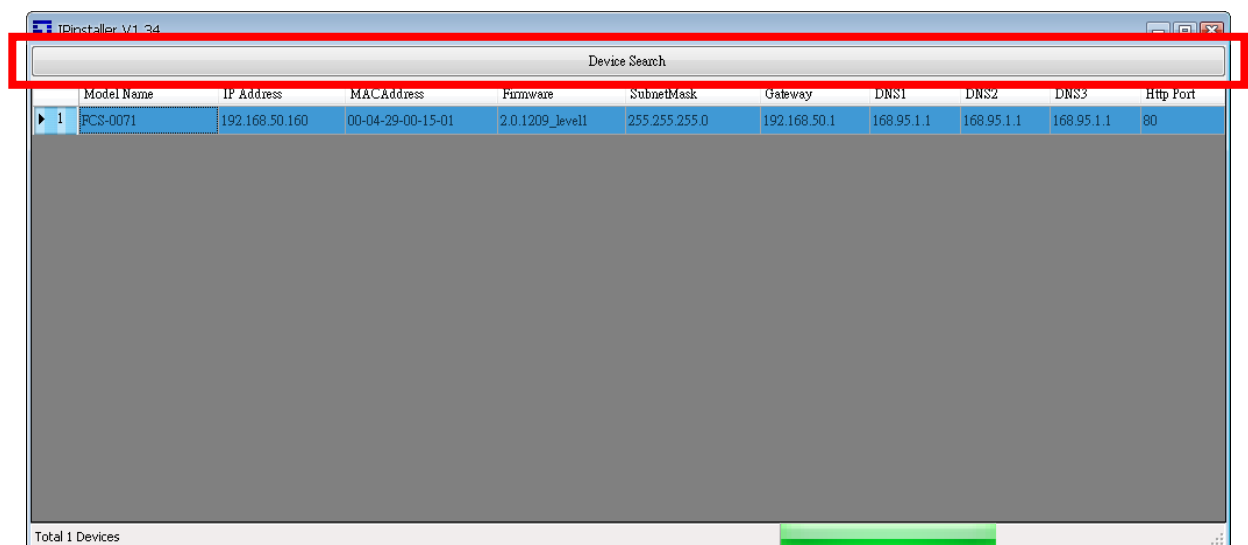 IPinstaller V1.34
Device Search
Model Name IP Address MACAddress Firmware SubnetMask Gateway DNS1 DNS2 DNS3 Http Port
1 FCS-0071 192.168.50.160 00-04-29-00-15-01 2.0.1209_level1 255.255.255.0 192.168.50.1 168.95.1.1 168.95.1.1 168.95.1.1 80
Total 1 Devices